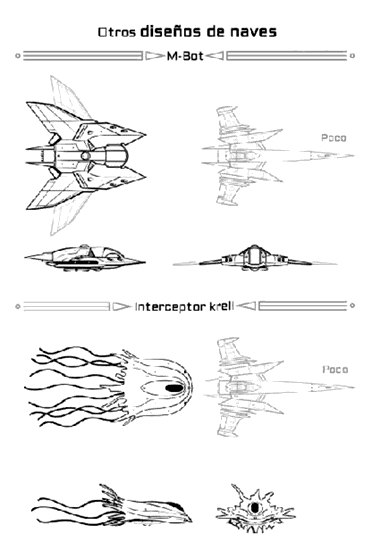 Otros diseños de naves
M-Bot
Poco
Interceptor krell
Poco